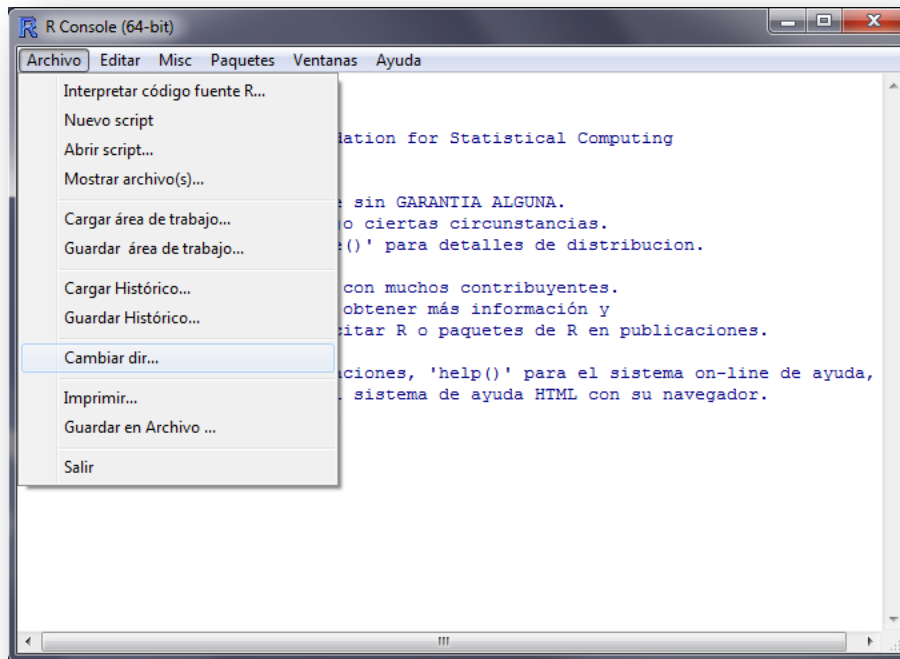 R Console (64-bit)
Archivo Editar Misc Paquetes Ventanas Ayuda
Interpretar código fuente R...
Nuevo script
Abrir script...
Mostrar archivo(s)...
Cargar área de trabajo...
Guardar área de trabajo...
Cargar Histórico...
Guardar Histórico...
Cambiar dir...
Imprimir...
Guardar en Archivo ...
Salir
for Statistical Computing
sin GARANTIA ALGUNA.
ciertas circunstancias.
()' para detalles de distribucion.
con muchos contribuyentes.
obtener más información y
R o paquetes de R en publicaciones.
'help()' para el sistema on-line de ayuda,
sistema de ayuda HTML con su navegador.